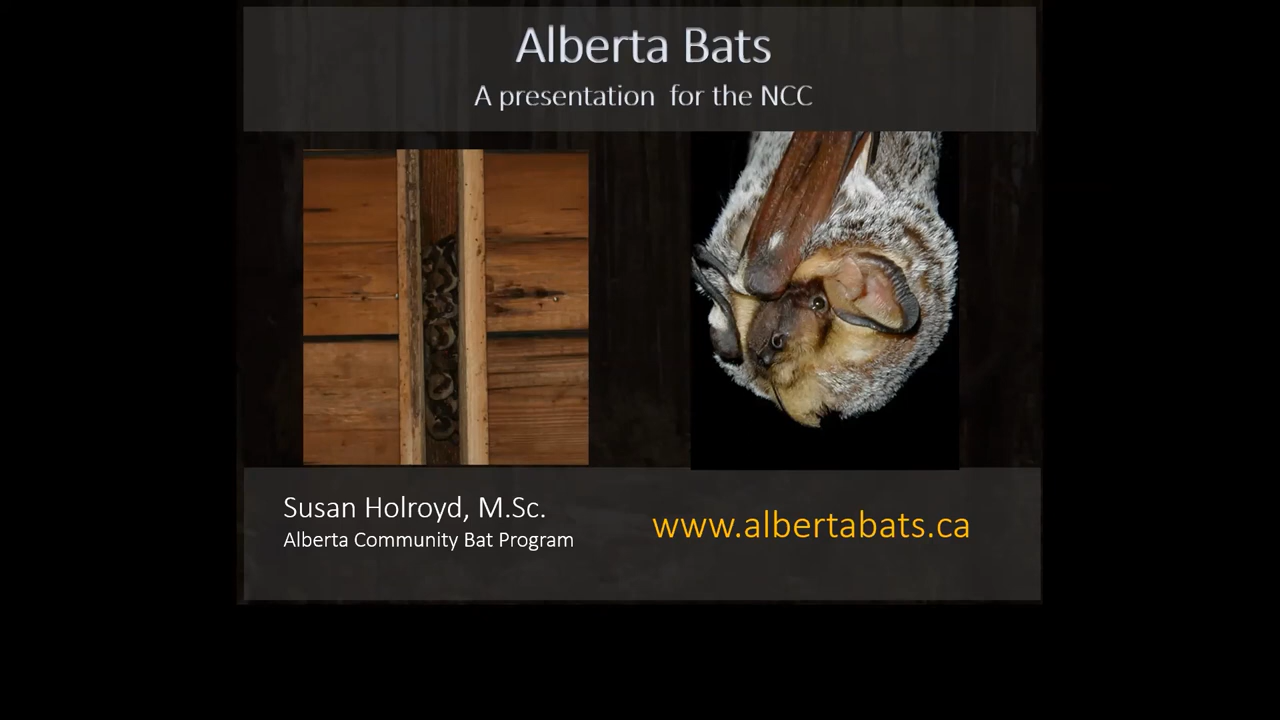 Alberta Bats
A presentation for the NCC
Susan Holroyd, M.Sc.
Alberta Community Bat Program
www.albertabats.ca